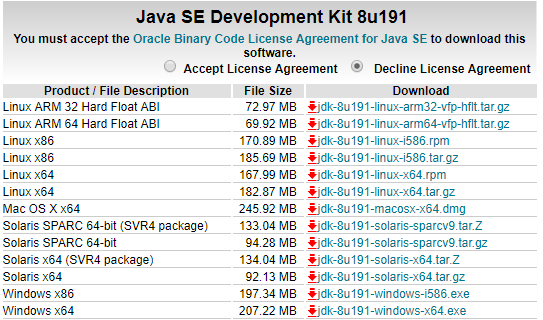 Java SE Development Kit 8u191
You must accept the Oracle Binary Code License Agreement for Java SE to download this
software.
Accept License Agreement Decline License Agreement
Product / File Description File Size Download
Linux ARM 32 Hard Float ABI 72.97 MB jdk-8u191-linux-arm32-vfp-hflt.tar.gz
Linux ARM 64 Hard Float ABI 69.92 MB jdk-8u191-linux-arm64-vfp-hflt.tar.gz
Linux x86 170.89 MB jdk-8u191-linux-i586.rpm
Linux x86 185.69 MB jdk-8u191-linux-i586.tar.gz
Linux x64 167.99 MB jdk-8u191-linux-x64.rpm
Linux x64 182.87 MB jdk-8u191-linux-x64.tar.gz
Mac OS X x64 245.92 MB jdk-8u191-macosx-x64.dmg
Solaris SPARC 64-bit (SVR4 package) 133.04 MB jdk-8u191-solaris-sparcv9.tar.Z
Solaris SPARC 64-bit 94.28 MB jdk-8u191-solaris-sparcv9.tar.gz
Solaris x64 (SVR4 package) 134.04 MB jdk-8u191-solaris-x64.tar.Z
Solaris x64 92.13 MB jdk-8u191-solaris-x64.tar.gz
Windows x86 197.34 MB jdk-8u191-windows-i586.exe
Windows x64 207.22 MB jdk-8u191-windows-x64.exe